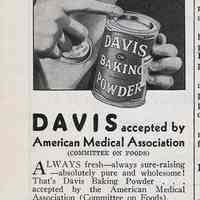 DAVIS
OK
BAKING
POWDER
DAVIS accepted by
American Medical Association
(COMMITTEE ON FOODS)
ALWAYS fresh—always sure-raising
—absolutely pure and wholesome!
That's Davis Baking Powder . . .
accepted by the American Medical
Association (Committee on Foods).